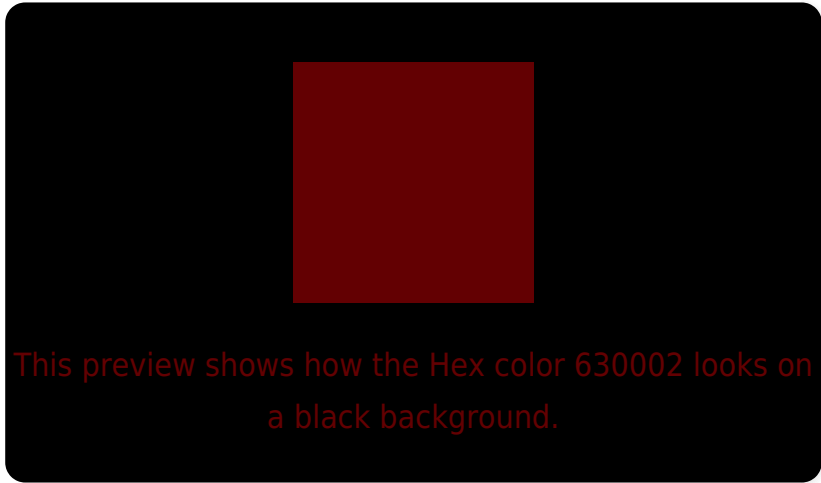 This preview shows how the Hex color 630002 looks on
a black background.